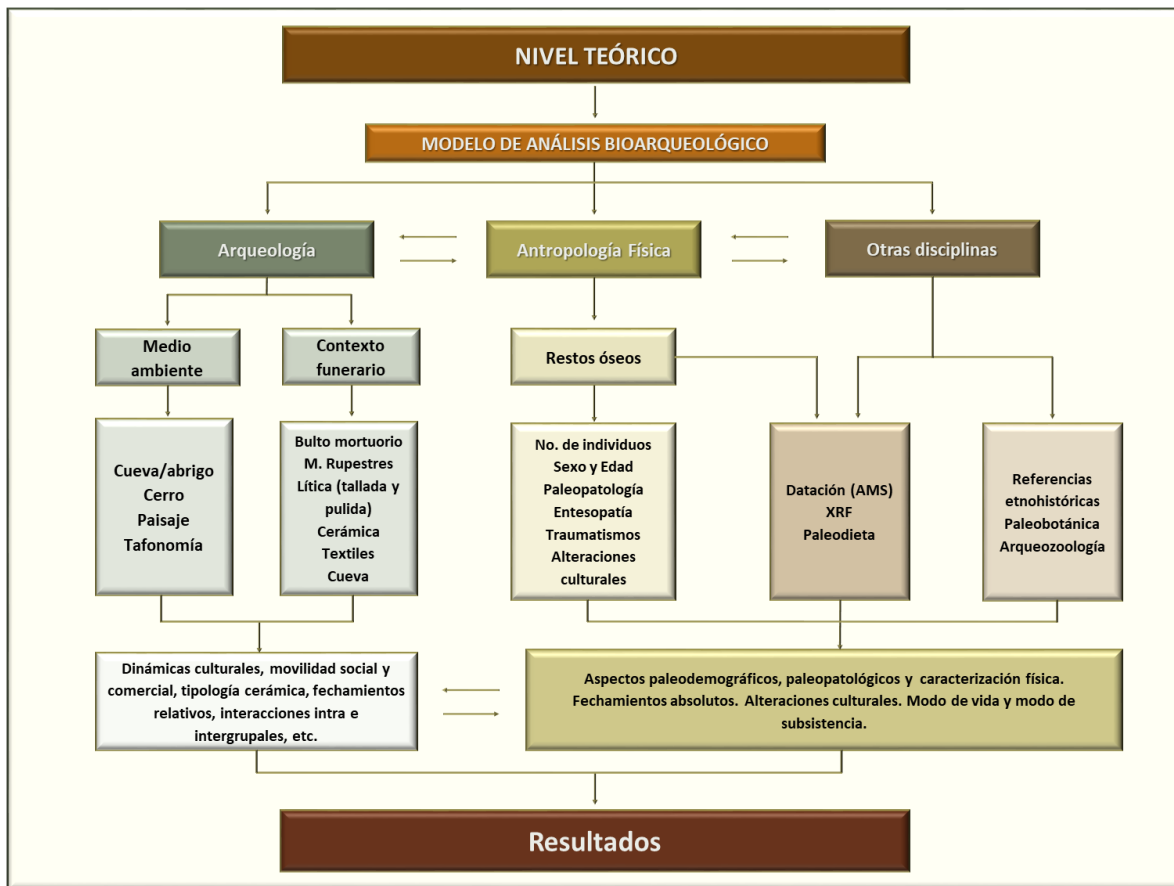 NIVEL TEÓRICO
MODELO DE ANÁLISIS BIOARQUEOLÓGICO
Arqueología
Antropología Física
Otras disciplinas
Medio
ambiente
Contexto
funerario
Restos óseos
Cueva/abrigo
Cerro
Paisaje
Tafonomía
Bulto mortuorio
M. Rupestres
Lítica (tallada y
pulida)
Cerámica
Textiles
Cueva
No. de individuos
Sexo y Edad
Paleopatología
Entesopatía
Traumatismos
Alteraciones
culturales
Datación (AMS)
XRF
Paleodieta
Referencias
etnohistóricas
Paleobotánica
Arqueozoología
Dinámicas culturales, movilidad social y
comercial, tipología cerámica, fechamientos
relativos, interacciones intra e
intergrupales, etc.
Aspectos paleodemográficos, paleopatológicos y caracterización física.
Fechamientos absolutos. Alteraciones culturales. Modo de vida y modo de
subsistencia.
Resultados